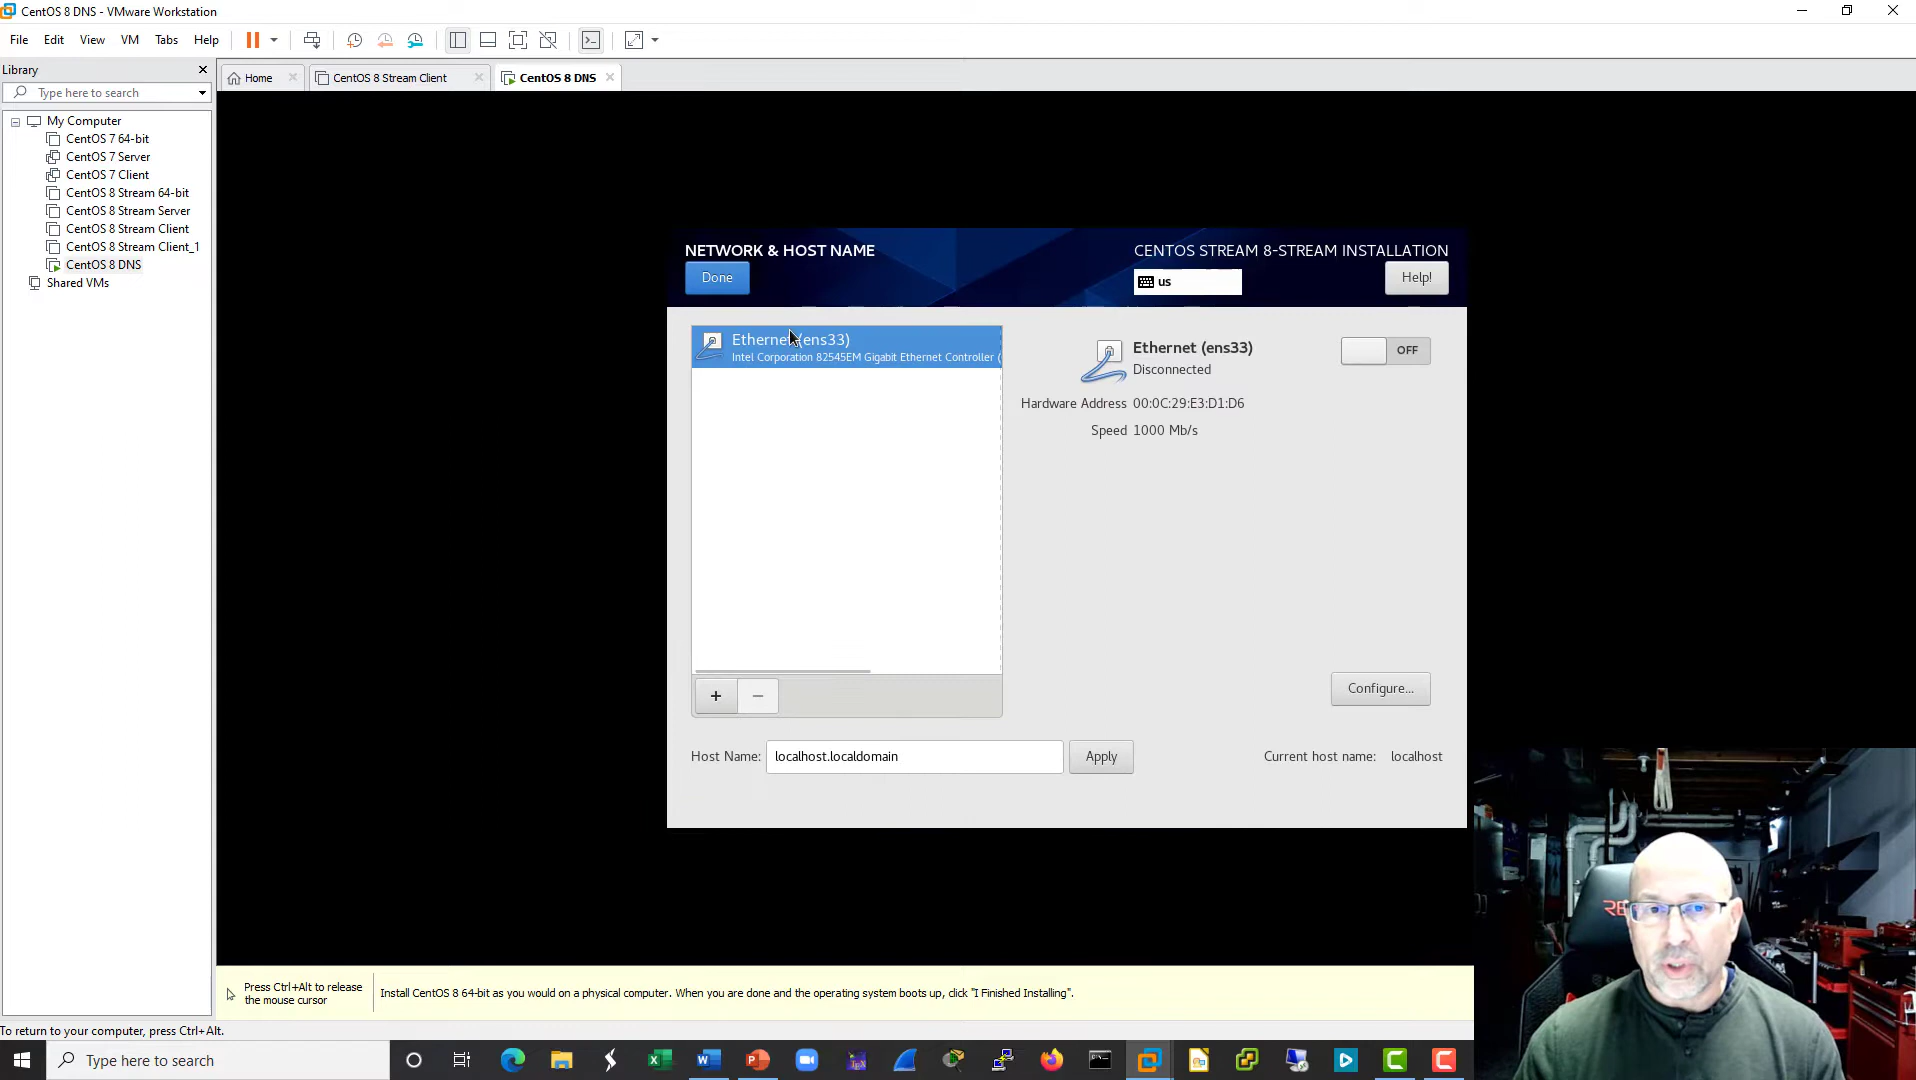 CentOS 8 DNS - VMware Workstation
File Edit View VM Tabs Help
Library
Type here to search
My Computer
CentOS 7 64-bit
CentOS 7 Server
CentOS 7 Client
CentOS 8 Stream 64-bit
CentOS 8 Stream Server
CentOS 8 Stream Client
CentOS 8 Stream Client_1
CentOS 8 DNS
Shared VMs
Home CentOS 8 Stream Client CentOS 8 DNS
NETWORK & HOST NAME CENTOS STREAM 8-STREAM INSTALLATION
Done us Help!
Ethernet (ens33)
Intel Corporation 82545EM Gigabit Ethernet Controller (
Ethernet (ens33) OFF
Disconnected
Hardware Address 00:0C:29:E3:D1:D6
Speed 1000 Mb/s
+ − Configure...
Host Name: localhost.localdomain Apply Current host name: localhost
Press Ctrl+Alt to release
the mouse cursor
Install CentOS 8 64-bit as you would on a physical computer. When you are done and the operating system boots up, click "I Finished Installing".
To return to your computer, press Ctrl+Alt.
Type here to search